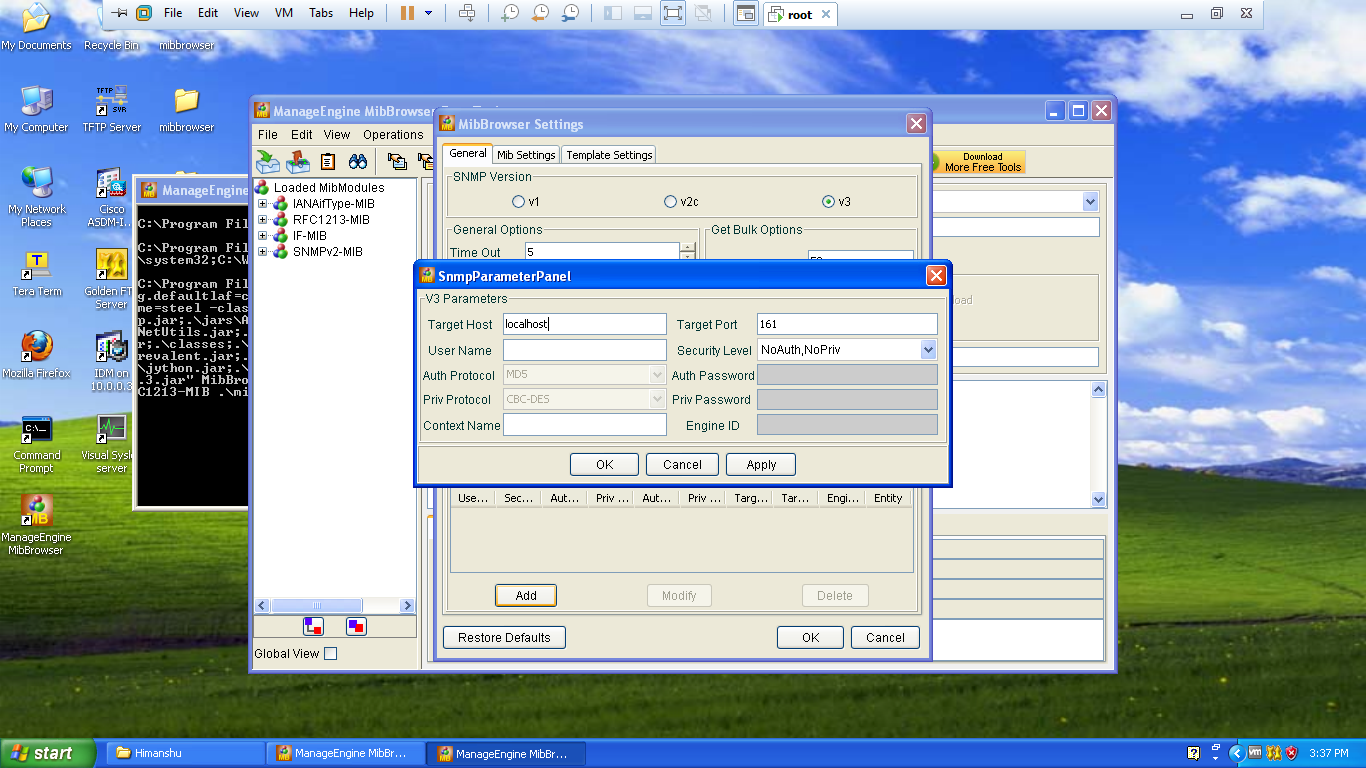 File Edit View VM Tabs Help
root
My Documents
Recycle Bin
mibbrowser
My Computer
TFTP
SVR
TFTP Server
mibbrowser
My Network
Places
Cisco
ASDM-I...
Tera Term
Golden FT
Server
Mozilla Firefox
IDM on
10.0.0.3
Command
Prompt
Visual Sysl
server
ManageEngine
MibBrowser
ManageEngine
C:\Program Fil
C:\Program Fil
\system32;C:\W
C:\Program Fil
g.defaultlaf=c
me=steel -clas
p.jar;.\jars\A
NetUtils.jar;.
r;.\classes;.\
revalent.jar;.
\jython.jar;.\
.3.jar" MibBro
C1213-MIB .\mi
ManageEngine MibBrowser
File Edit View Operations
Download
More Free Tools
Loaded MibModules
IANAifType-MIB
RFC1213-MIB
IF-MIB
SNMPv2-MIB
Global View
MibBrowser Settings
General Mib Settings Template Settings
SNMP Version
v1 v2c v3
General Options
Get Bulk Options
Time Out 5
SnmpParameterPanel
V3 Parameters
Target Host localhost Target Port 161
User Name Security Level NoAuth,NoPriv
Auth Protocol MD5 Auth Password
Priv Protocol CBC-DES Priv Password
Context Name Engine ID
OK Cancel Apply
Use... Sec... Aut... Priv ... Aut... Priv ... Targ... Tar... Engi... Entity
Add Modify Delete
Restore Defaults OK Cancel
start
Himanshu
ManageEngine MibBr...
ManageEngine MibBr...
3:37 PM